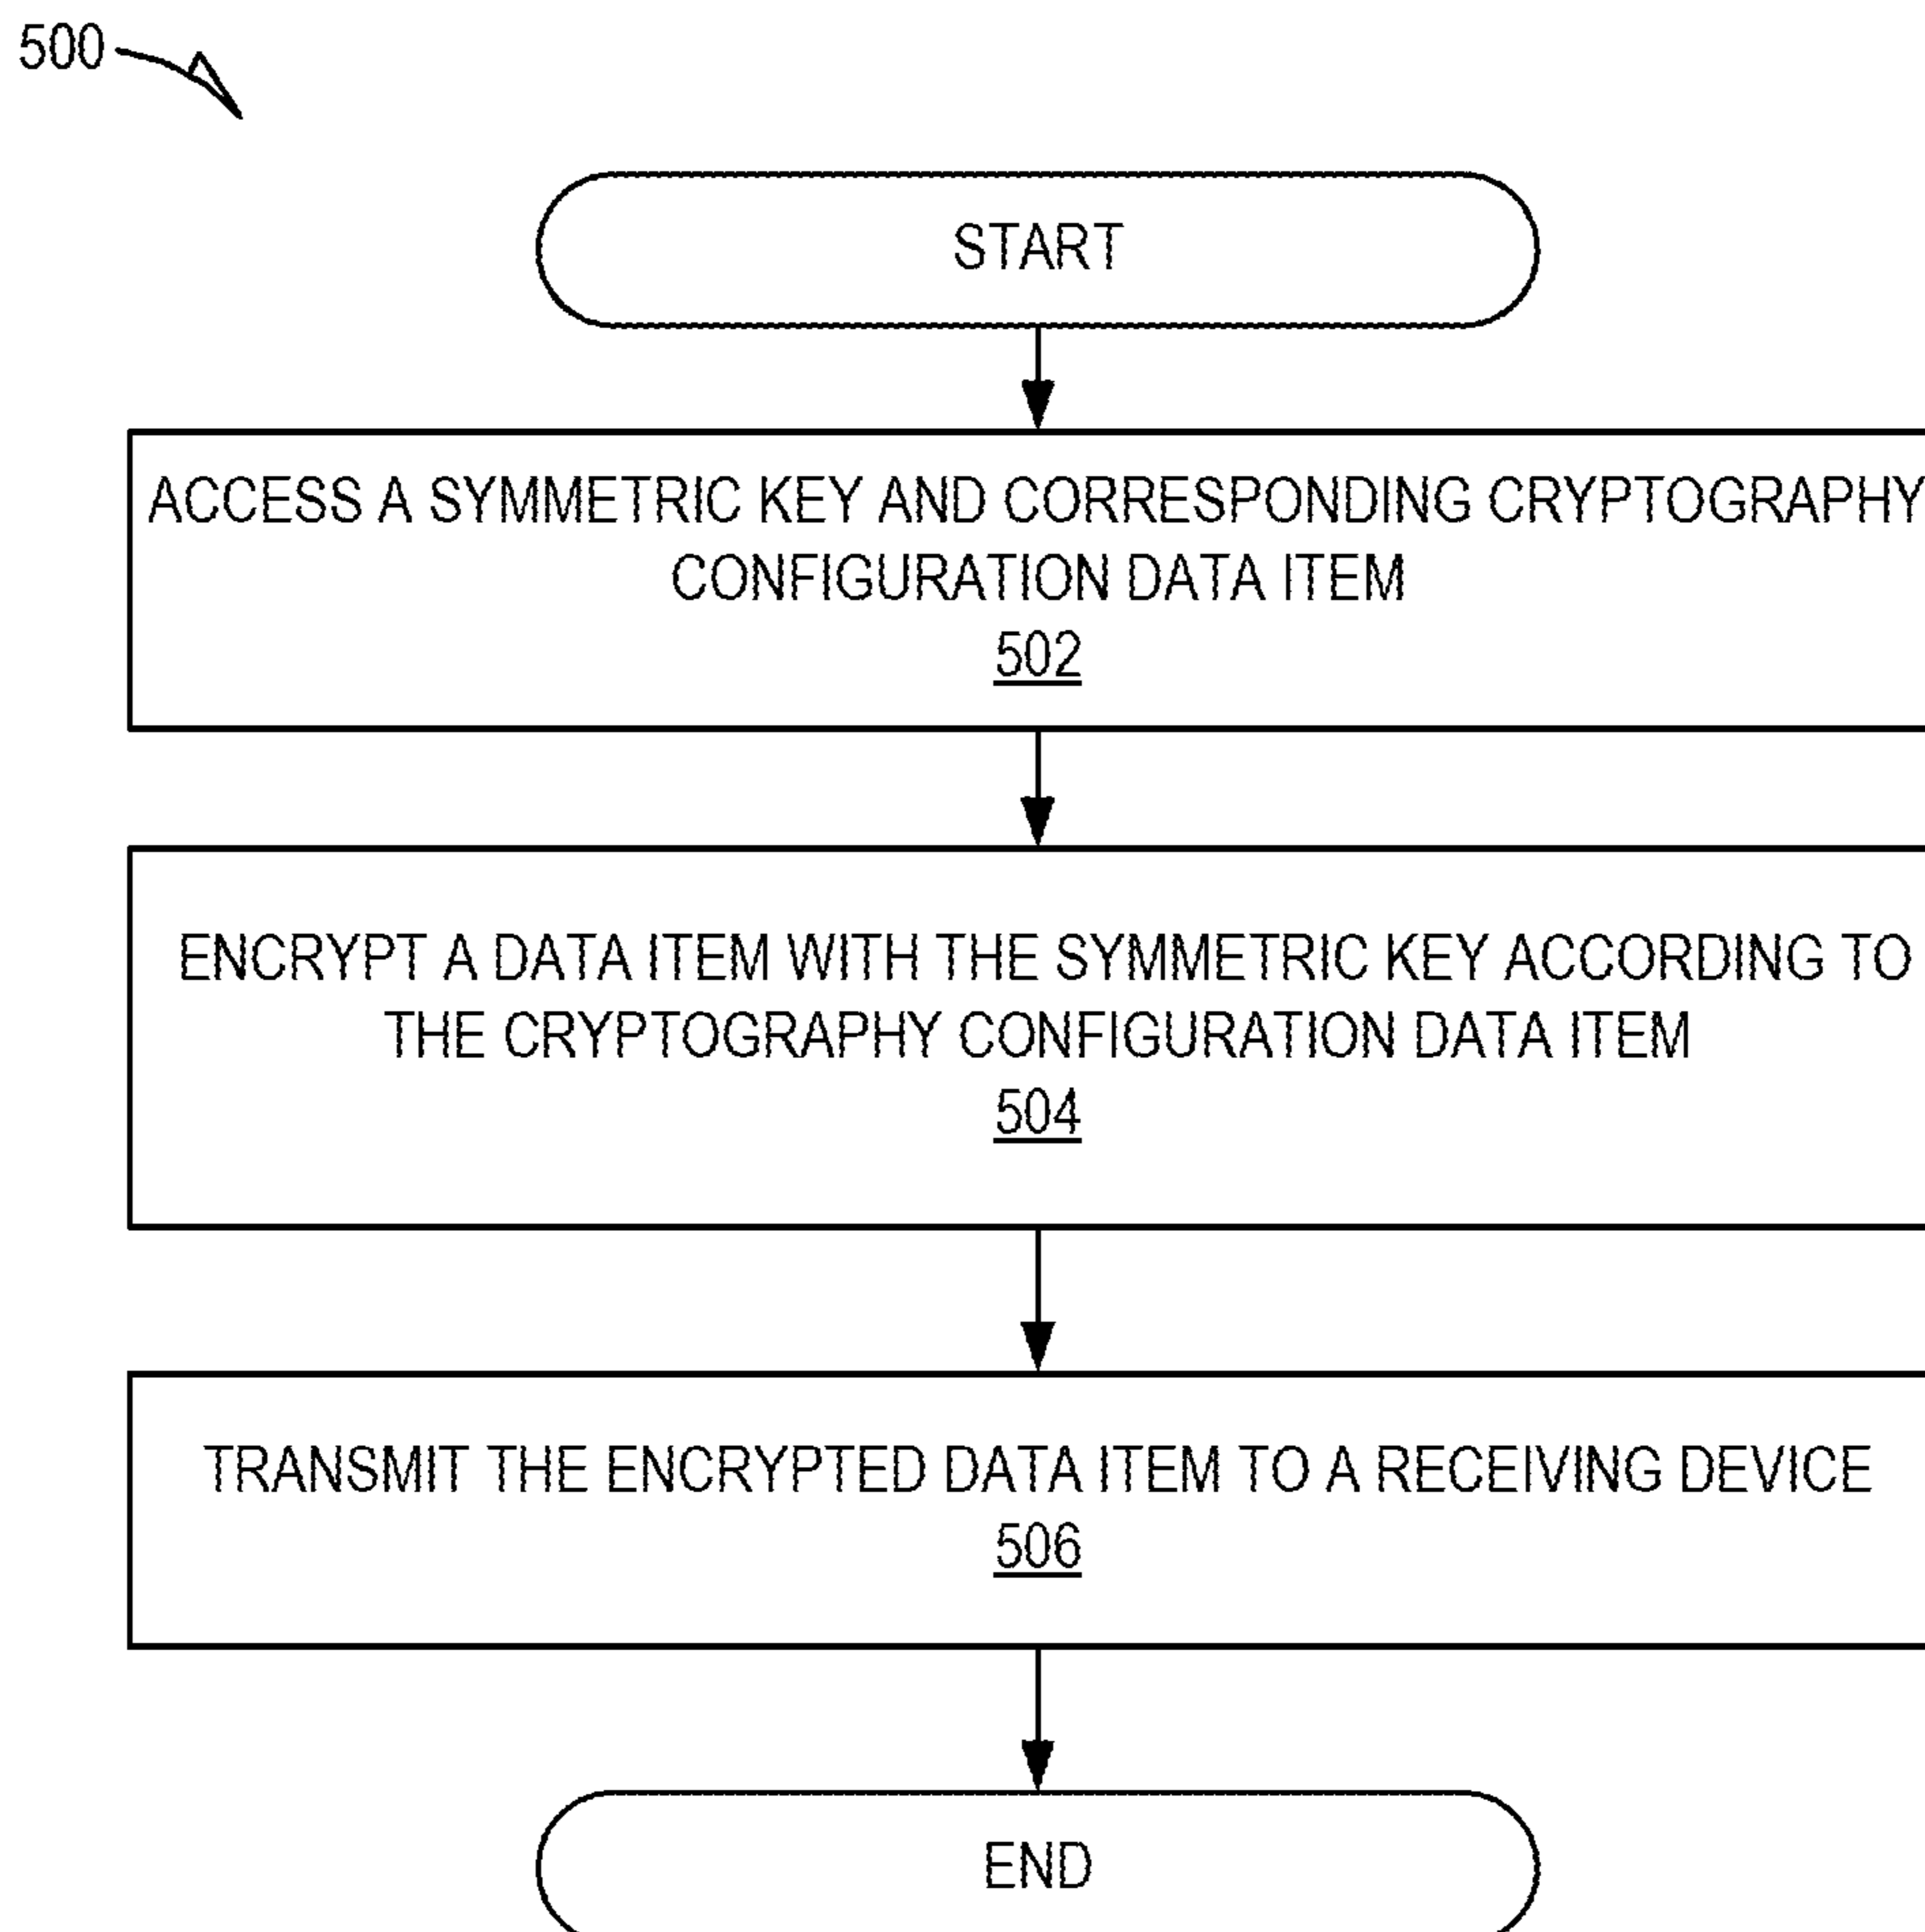 500
START
ACCESS A SYMMETRIC KEY AND CORRESPONDING CRYPTOGRAPHY
CONFIGURATION DATA ITEM
502
ENCRYPT A DATA ITEM WITH THE SYMMETRIC KEY ACCORDING TO
THE CRYPTOGRAPHY CONFIGURATION DATA ITEM
504
TRANSMIT THE ENCRYPTED DATA ITEM TO A RECEIVING DEVICE
506
END